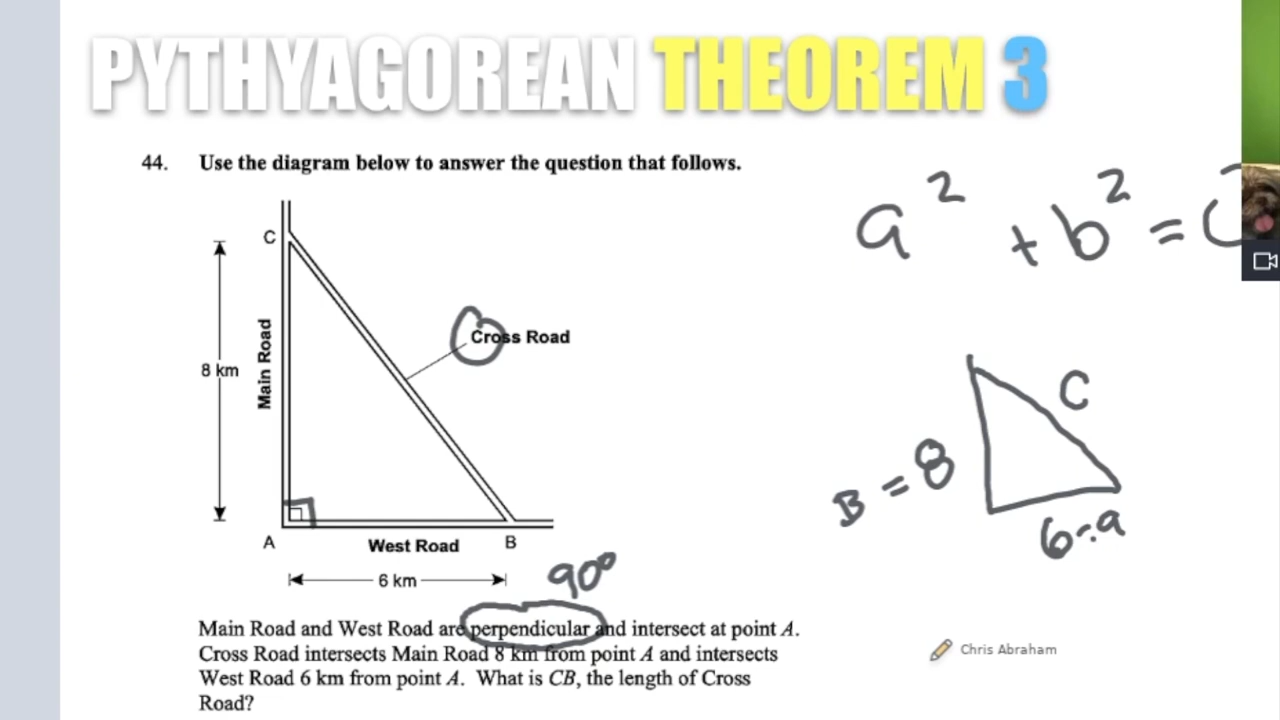 PYTHYAGOREAN THEOREM 3
44. Use the diagram below to answer the question that follows.
a² + b² =
C
Main Road
8 km
Cross Road
C
B = 8
A
West Road
B
6 km
90°
Main Road and West Road are perpendicular and intersect at point A.
Cross Road intersects Main Road 8 km from point A and intersects
West Road 6 km from point A. What is CB, the length of Cross
Road?
Chris Abraham